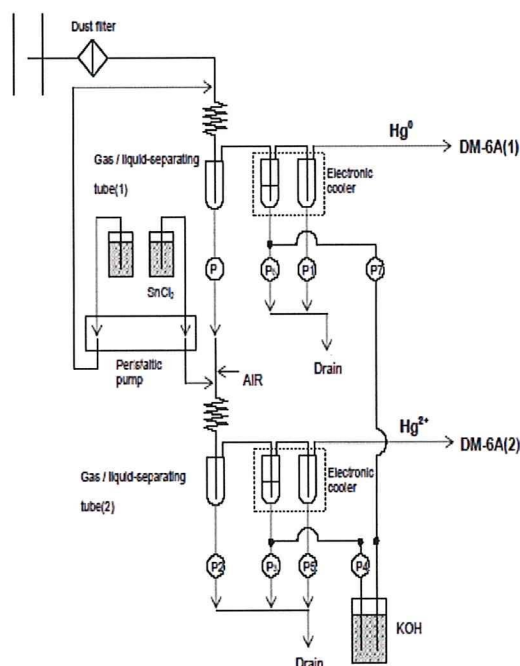 Dust filter
Hg⁰
DM-6A(1)
Gas / liquid-separating
tube(1)
Electronic
cooler
P
P1
P7
SnCl₂
Drain
Peristaltic
pump
AIR
Hg²⁺
DM-6A(2)
Gas / liquid-separating
tube(2)
Electronic
cooler
P2
P5
P4
KOH
Drain